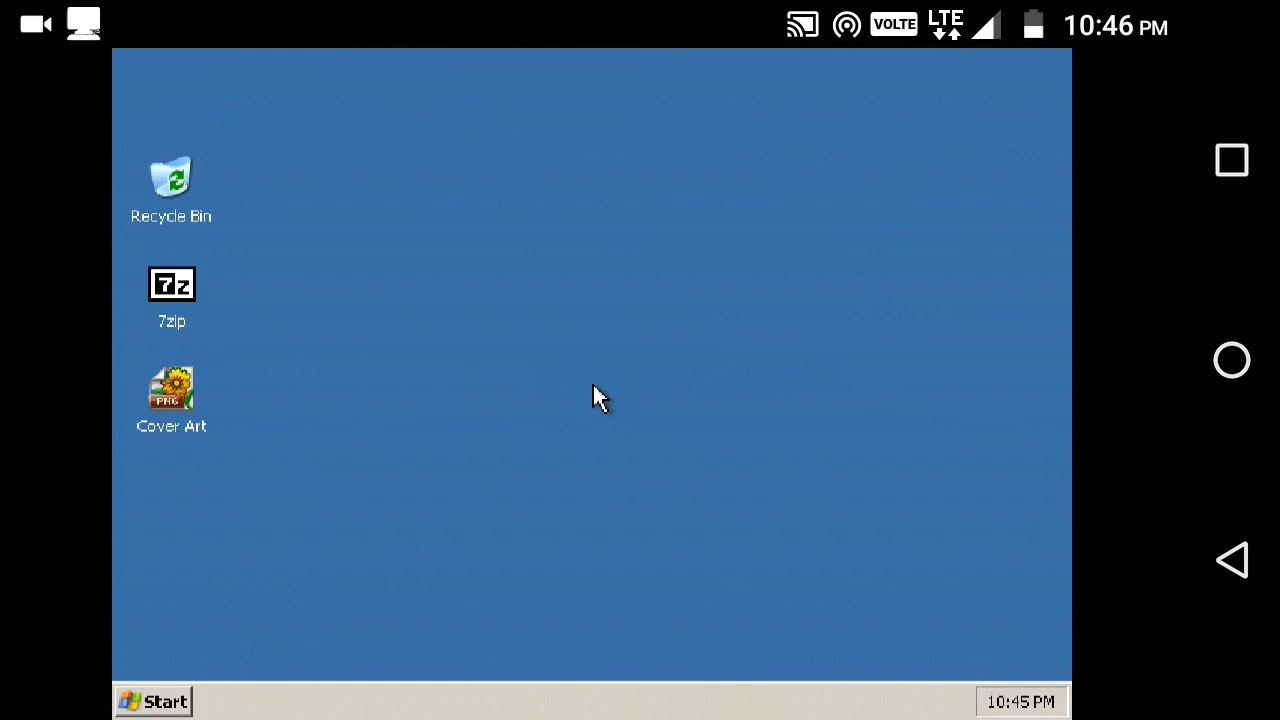 VOLTE LTE 10:46 PM
Recycle Bin
7z
7zip
PNG
Cover Art
Start 10:45 PM